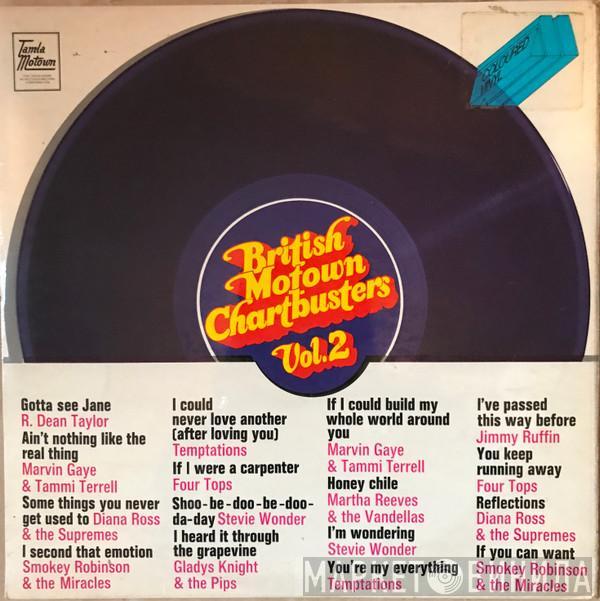 Tamla
Motown
COLOURED
VINYL
British
Motown
Chartbusters
Vol.2
Gotta see Jane
R. Dean Taylor
Ain't nothing like the
real thing
Marvin Gaye
& Tammi Terrell
Some things you never
get used to Diana Ross
& the Supremes
I second that emotion
Smokey Robinson
& the Miracles
I could
never love another
(after loving you)
Temptations
If I were a carpenter
Four Tops
Shoo-be-doo-be-doo-
da-day Stevie Wonder
I heard it through
the grapevine
Gladys Knight
& the Pips
If I could build my
whole world around
you
Marvin Gaye
& Tammi Terrell
Honey chile
Martha Reeves
& the Vandellas
I'm wondering
Stevie Wonder
You're my everything
Temptations
I've passed
this way before
Jimmy Ruffin
You keep
running away
Four Tops
Reflections
Diana Ross
& the Supremes
If you can want
Smokey Robinson
& the Miracles